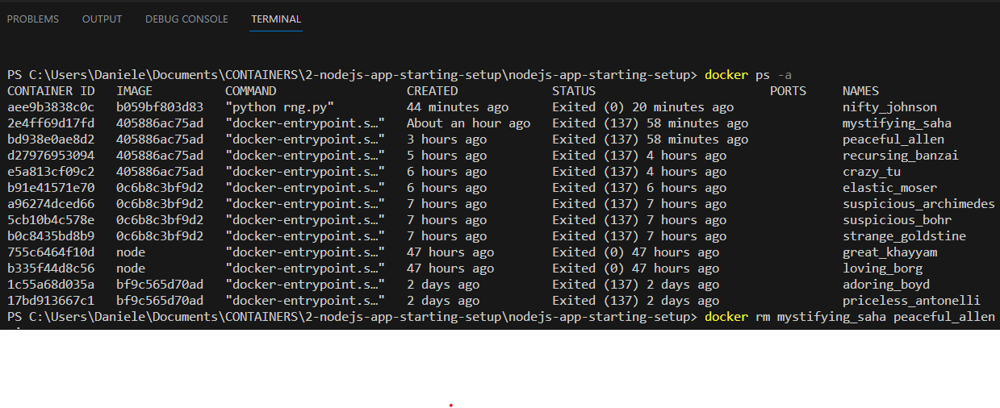 PROBLEMS OUTPUT DEBUG CONSOLE TERMINAL
PS C:\Users\Daniele\Documents\CONTAINERS\2-nodejs-app-starting-setup\nodejs-app-starting-setup> docker ps -a
CONTAINER ID IMAGE COMMAND CREATED STATUS PORTS NAMES
aee9b3838c0c b059bf803d83 "python rng.py" 44 minutes ago Exited (0) 20 minutes ago nifty_johnson
2e4ff69d17fd 405886ac75ad "docker-entrypoint.s…" About an hour ago Exited (137) 58 minutes ago mystifying_saha
bd938e0ae8d2 405886ac75ad "docker-entrypoint.s…" 3 hours ago Exited (137) 58 minutes ago peaceful_allen
d27976953094 405886ac75ad "docker-entrypoint.s…" 5 hours ago Exited (137) 4 hours ago recursing_banzai
e5a813cf09c2 405886ac75ad "docker-entrypoint.s…" 6 hours ago Exited (137) 4 hours ago crazy_tu
b91e41571e70 0c6b8c3bf9d2 "docker-entrypoint.s…" 6 hours ago Exited (137) 6 hours ago elastic_moser
a96274dced66 0c6b8c3bf9d2 "docker-entrypoint.s…" 7 hours ago Exited (137) 7 hours ago suspicious_archimedes
5cb10b4c578e 0c6b8c3bf9d2 "docker-entrypoint.s…" 7 hours ago Exited (137) 7 hours ago suspicious_bohr
b0c8435bd8b9 0c6b8c3bf9d2 "docker-entrypoint.s…" 7 hours ago Exited (137) 7 hours ago strange_goldstine
755c6464f10d node "docker-entrypoint.s…" 47 hours ago Exited (0) 47 hours ago great_khayyam
b335f44d8c56 node "docker-entrypoint.s…" 47 hours ago Exited (0) 47 hours ago loving_borg
1c55a68d035a bf9c565d70ad "docker-entrypoint.s…" 2 days ago Exited (137) 2 days ago adoring_boyd
17bd913667c1 bf9c565d70ad "docker-entrypoint.s…" 2 days ago Exited (137) 2 days ago priceless_antonelli
PS C:\Users\Daniele\Documents\CONTAINERS\2-nodejs-app-starting-setup\nodejs-app-starting-setup> docker rm mystifying_saha peaceful_allen